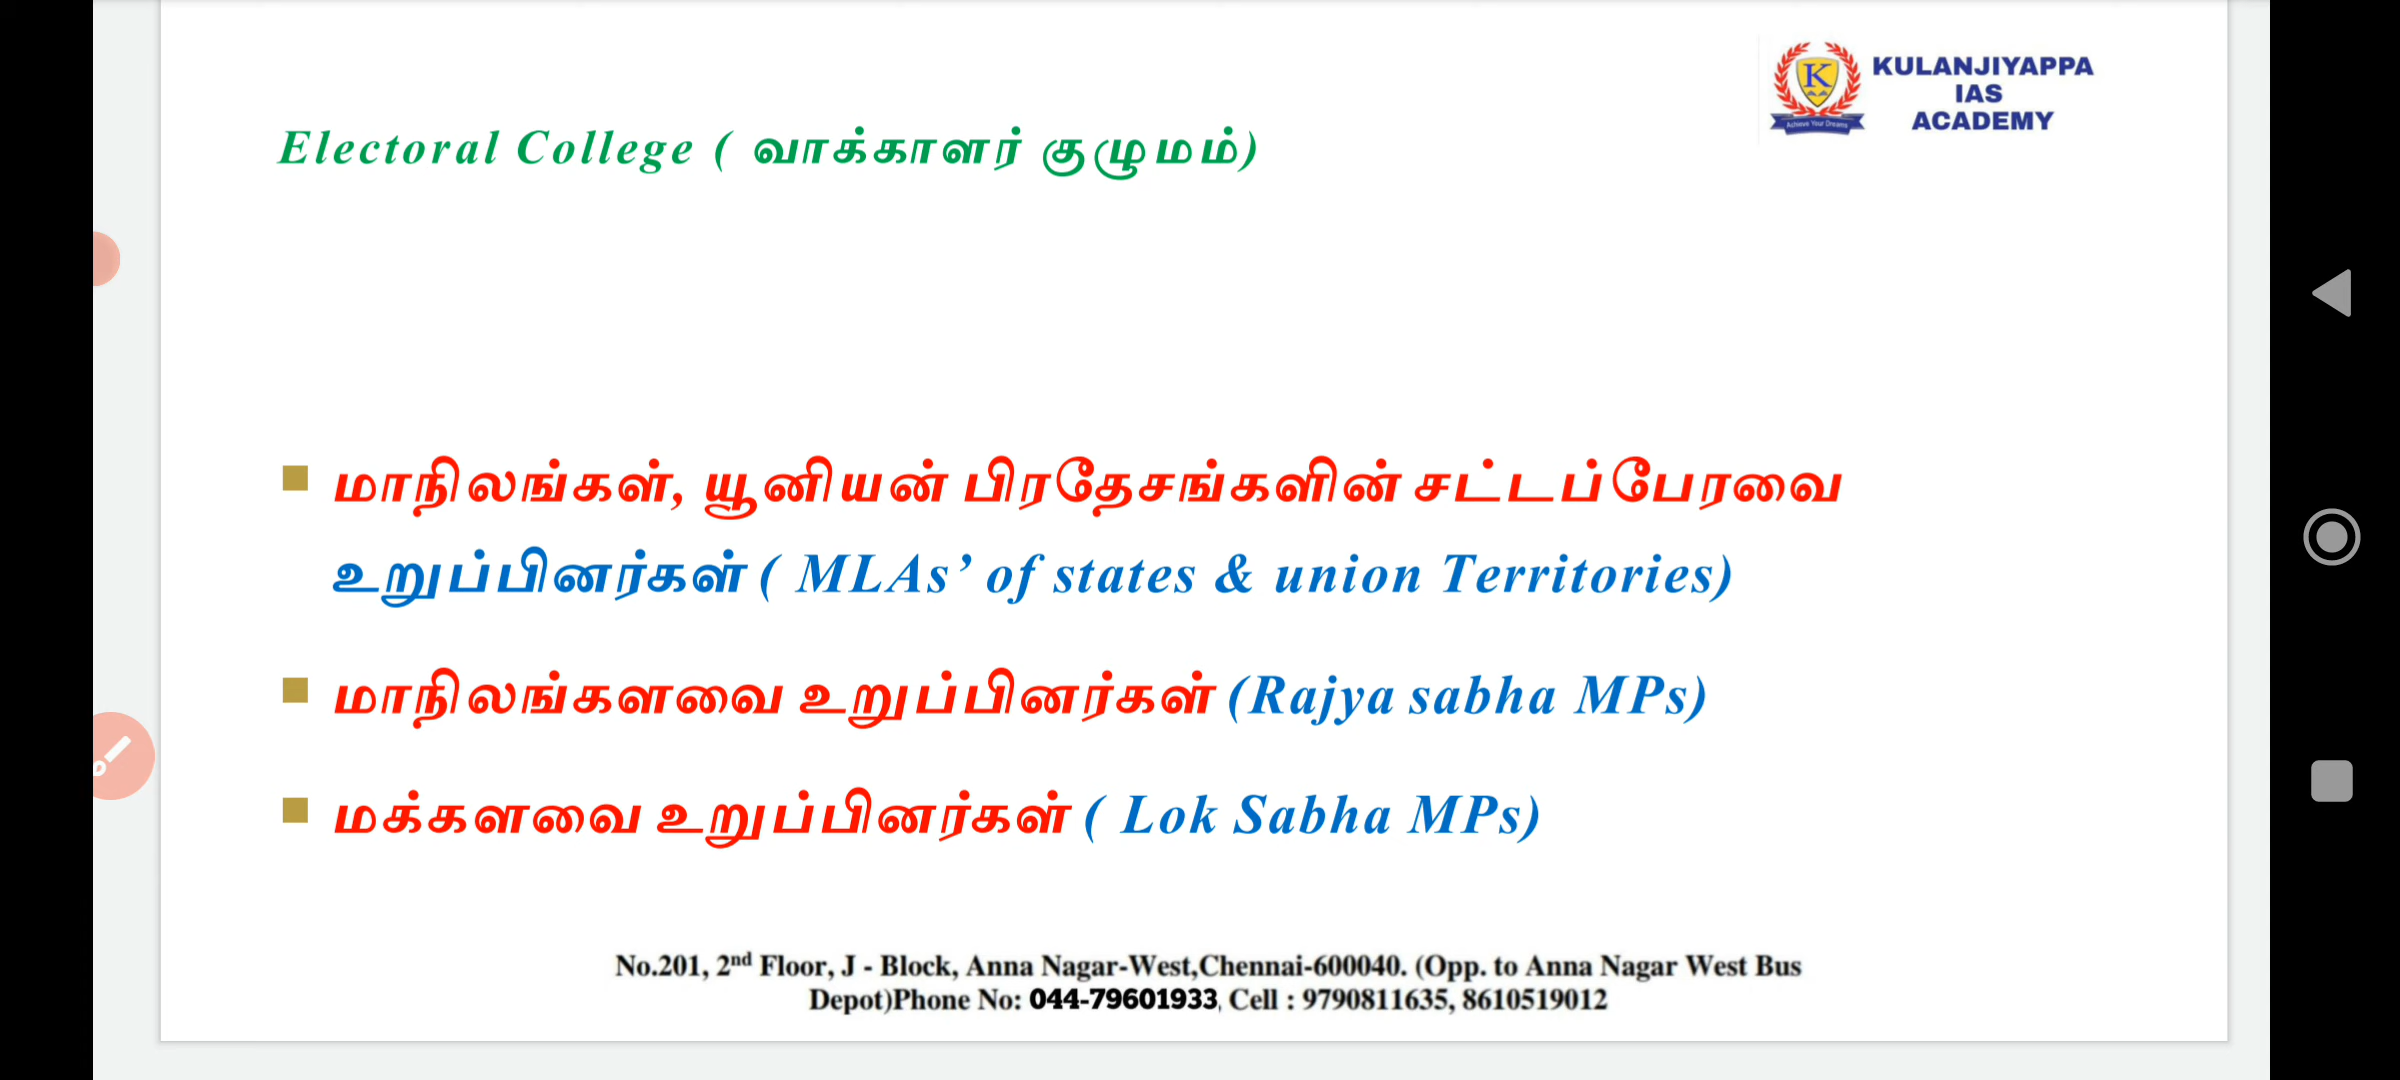 KULANJIYAPPA
IAS
ACADEMY
Achieve Your Dreams
Electoral College ( வாக்காளர் குழுமம்)
மாநிலங்கள், யூனியன் பிரதேசங்களின் சட்டப்பேரவை
உறுப்பினர்கள் ( MLAs’ of states & union Territories)
மாநிலங்களவை உறுப்பினர்கள் (Rajya sabha MPs)
மக்களவை உறுப்பினர்கள் ( Lok Sabha MPs)
No.201, 2nd Floor, J - Block, Anna Nagar-West,Chennai-600040. (Opp. to Anna Nagar West Bus
Depot)Phone No: 044-79601933, Cell : 9790811635, 8610519012